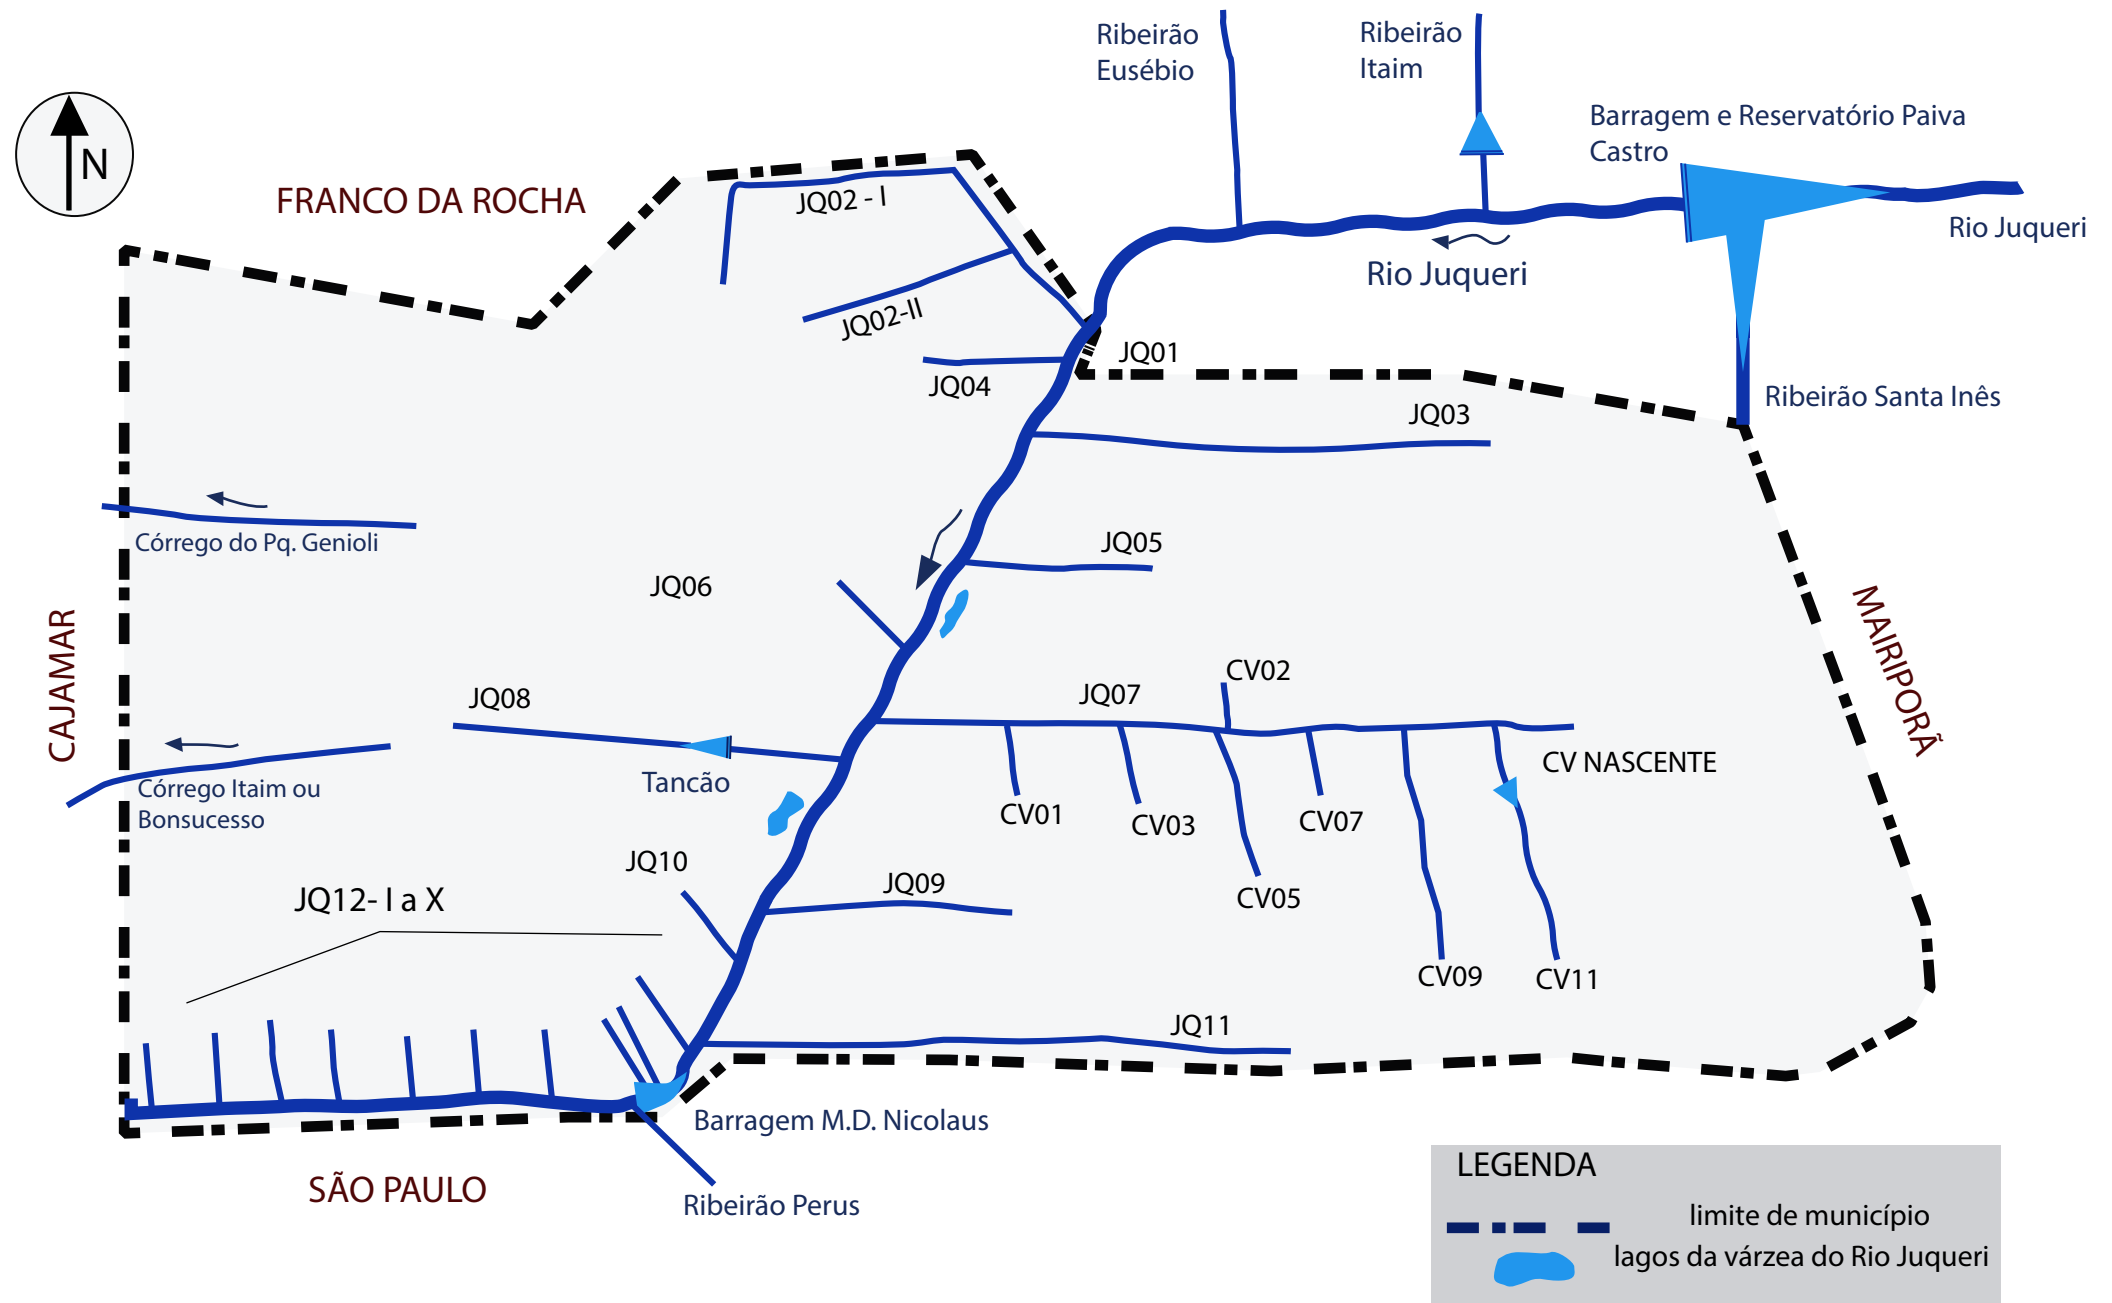 Ribeirão
Eusébio
Ribeirão
Itaim
Barragem e Reservatório Paiva
Castro
N
FRANCO DA ROCHA
JQ02 - I
Rio Juqueri
Rio Juqueri
JQ02-II
JQ01
JQ04
Ribeirão Santa Inês
JQ03
Córrego do Pq. Genioli
JQ05
JQ06
CAJAMAR
MAIRIPORÃ
CV02
JQ07
JQ08
CV NASCENTE
Tancão
Córrego Itaim ou
Bonsucesso
CV01
CV03
CV07
JQ10
JQ09
CV05
JQ12- I a X
CV09
CV11
JQ11
Barragem M.D. Nicolaus
SÃO PAULO
Ribeirão Perus
LEGENDA
limite de município
lagos da várzea do Rio Juqueri